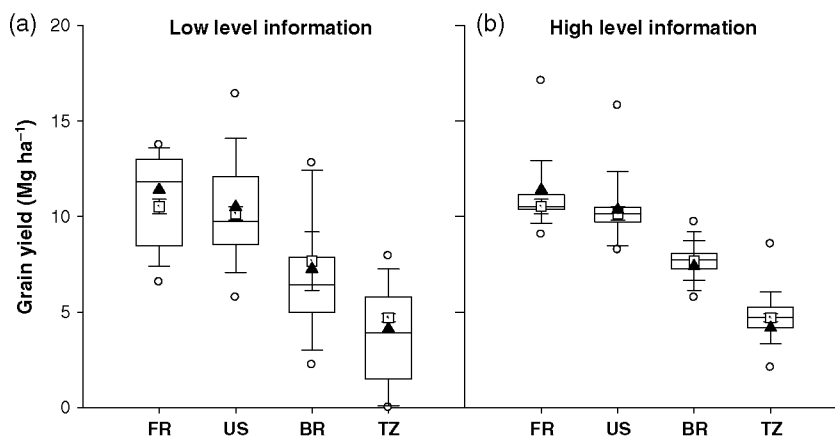 (a)
Low level information
(b)
High level information
Grain yield (Mg ha⁻¹)
20
15
10
5
0
FR US BR TZ
FR US BR TZ